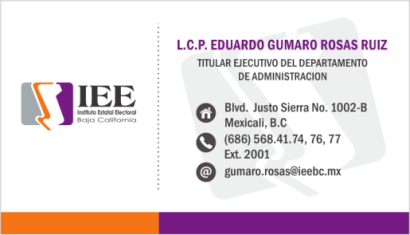 L.C.P. EDUARDO GUMARO ROSAS RUIZ
TITULAR EJECUTIVO DEL DEPARTAMENTO
DE ADMINISTRACION
IEE
Instituto Estatal Electoral
Baja California
Blvd. Justo Sierra No. 1002-B
Mexicali, B.C
(686) 568.41.74, 76, 77
Ext. 2001
@ gumaro.rosas@ieebc.mx